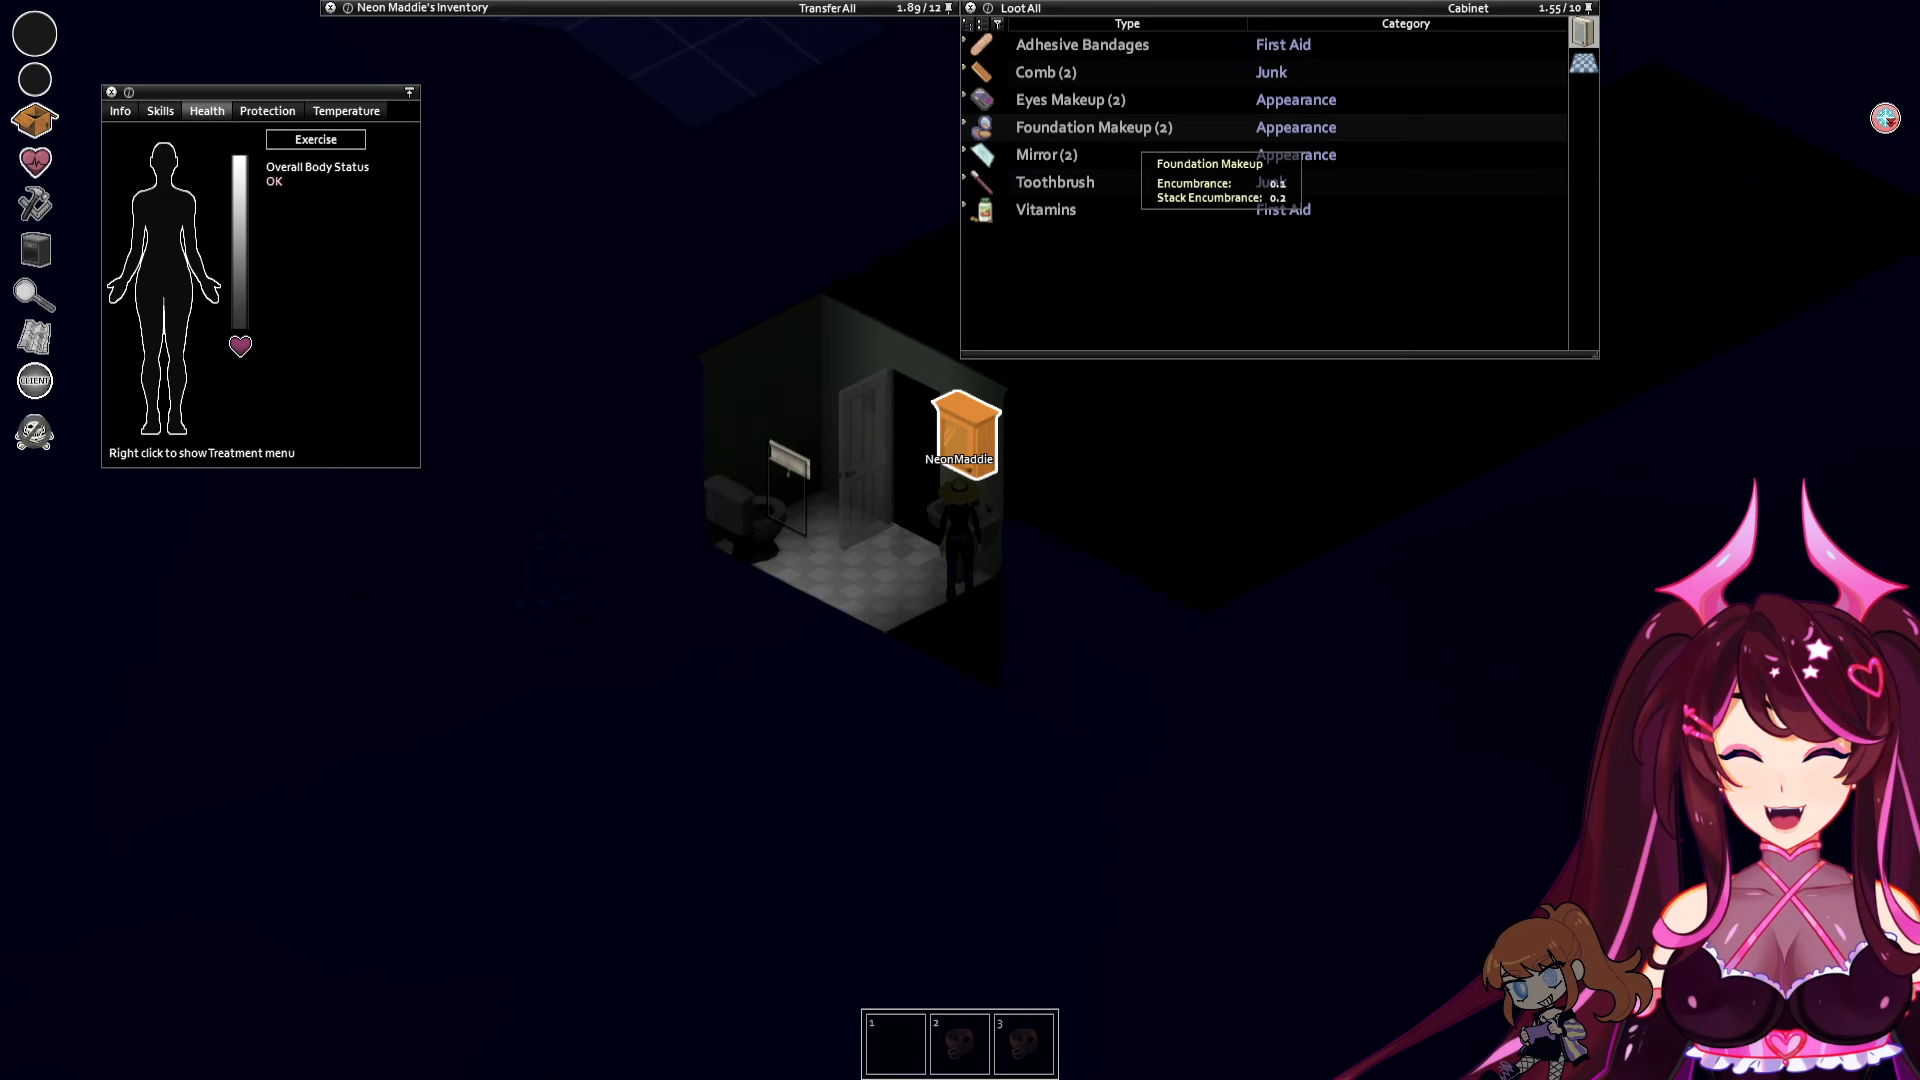 Neon Maddie's Inventory Transfer All 1.89 / 12
Loot All Cabinet 1.55 / 10
Type Category
Adhesive Bandages First Aid
Comb (2) Junk
Eyes Makeup (2) Appearance
Foundation Makeup (2) Appearance
Mirror (2) Appearance
Toothbrush Junk
Vitamins First Aid
Foundation Makeup
Encumbrance: 0.1
Stack Encumbrance: 0.2
Info Skills Health Protection Temperature
Exercise
Overall Body Status
OK
Right click to show Treatment menu
CLIENT
NeonMaddie
1 2 3